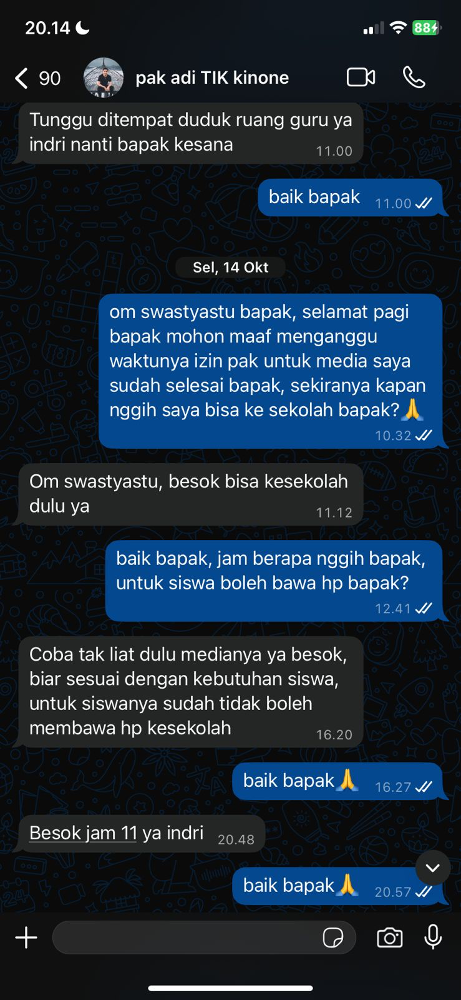 20.14
88
90
pak adi TIK kinone
Tunggu ditempat duduk ruang guru ya
indri nanti bapak kesana
11.00
baik bapak
11.00
Sel, 14 Okt
om swastyastu bapak, selamat pagi
bapak mohon maaf menganggu
waktunya izin pak untuk media saya
sudah selesai bapak, sekiranya kapan
nggih saya bisa ke sekolah bapak?🙏
10.32
Om swastyastu, besok bisa kesekolah
dulu ya
11.12
baik bapak, jam berapa nggih bapak,
untuk siswa boleh bawa hp bapak?
12.41
Coba tak liat dulu medianya ya besok,
biar sesuai dengan kebutuhan siswa,
untuk siswanya sudah tidak boleh
membawa hp kesekolah
16.20
baik bapak🙏
16.27
Besok jam 11 ya indri
20.48
baik bapak🙏
20.57